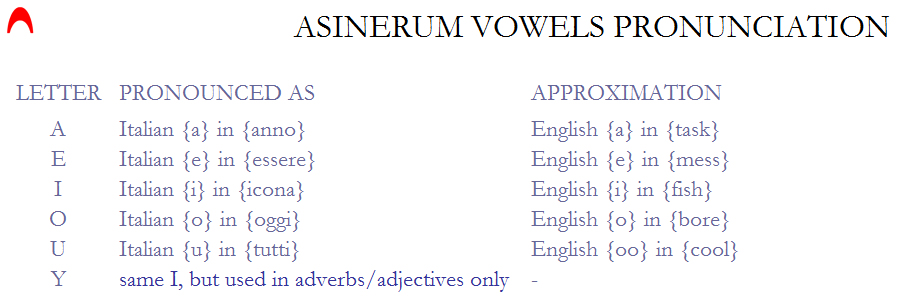 ASINERUM VOWELS PRONUNCIATION
LETTER PRONOUNCED AS APPROXIMATION
A Italian {a} in {anno} English {a} in {task}
E Italian {e} in {essere} English {e} in {mess}
I Italian {i} in {icona} English {i} in {fish}
O Italian {o} in {oggi} English {o} in {bore}
U Italian {u} in {tutti} English {oo} in {cool}
Y same I, but used in adverbs/adjectives only -